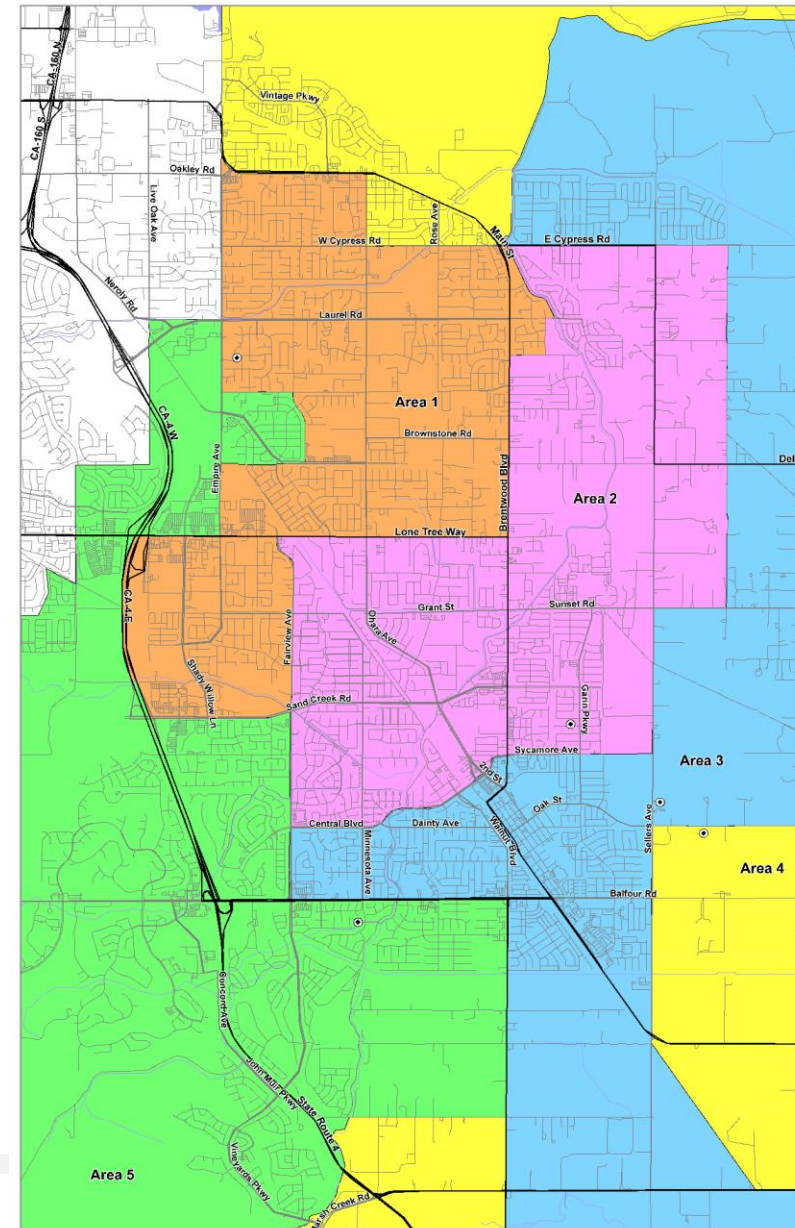 CA-160 N
CA-160 S
Vintage Pkwy
Oakley Rd
Live Oak Ave
Rose Ave
Main St
W Cypress Rd
E Cypress Rd
Neroly Rd
Laurel Rd
CA-4 W
Area 1
Brownstone Rd
Empire Ave
Brentwood Blvd
Del
Area 2
Lone Tree Way
CA-4 E
Grant St
Sunset Rd
Ohara Ave
Fairview Ave
Shady Willow Ln
Sand Creek Rd
Garin Pkwy
Sycamore Ave
2nd St
Area 3
Oak St
Central Blvd
Dainty Ave
Walnut Blvd
Minnesota Ave
Sellers Ave
Area 4
Balfour Rd
Concord Ave
John Muir Pkwy
State Route 4
Area 5
Vineyards Pkwy
Marsh Creek Rd